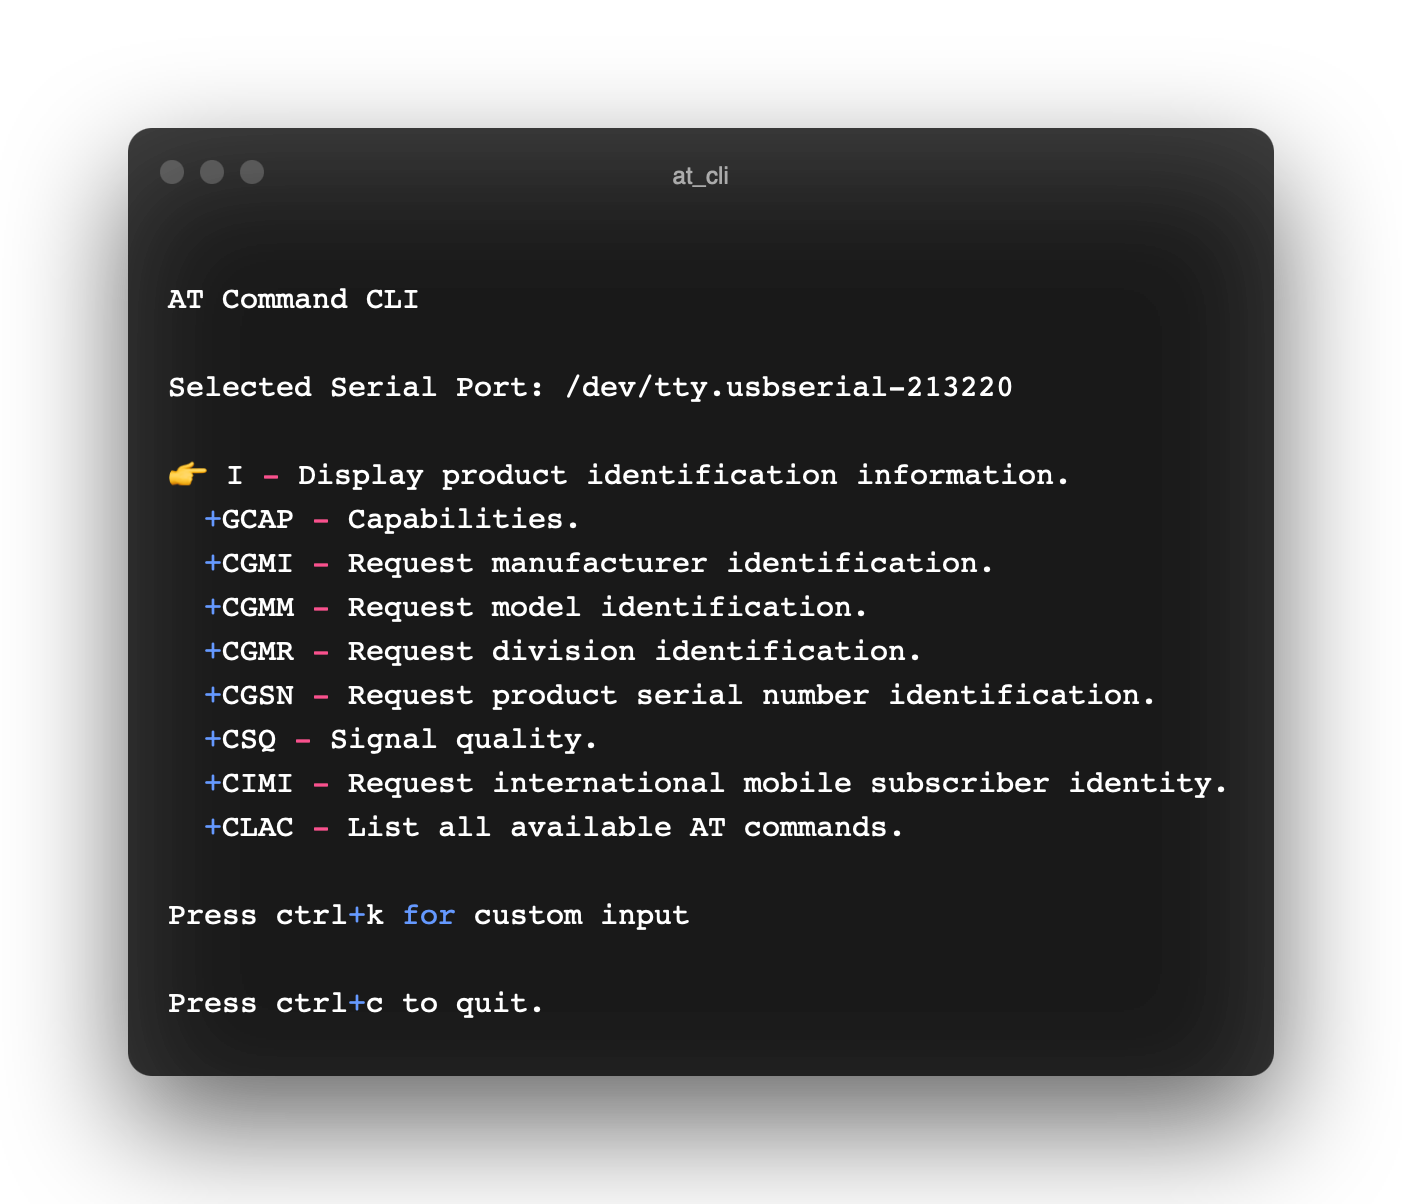 at_cli
AT Command CLI
Selected Serial Port: /dev/tty.usbserial-213220
👉 I - Display product identification information.
+GCAP - Capabilities.
+CGMI - Request manufacturer identification.
+CGMM - Request model identification.
+CGMR - Request division identification.
+CGSN - Request product serial number identification.
+CSQ - Signal quality.
+CIMI - Request international mobile subscriber identity.
+CLAC - List all available AT commands.
Press ctrl+k for custom input
Press ctrl+c to quit.